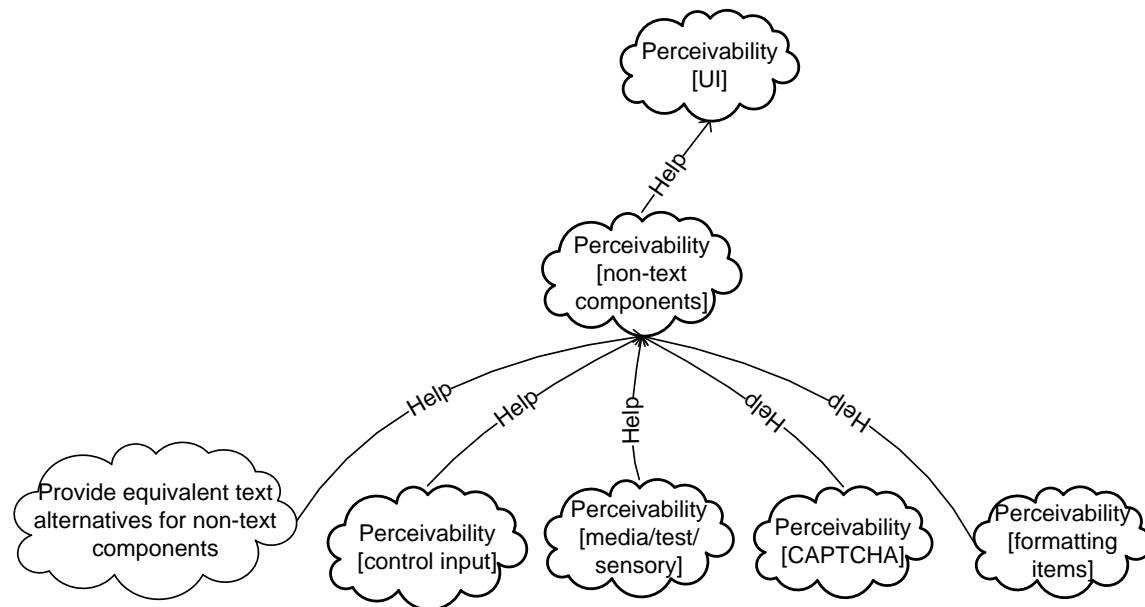 Perceivability
[UI]
Help
Perceivability
[non-text
components]
Help
Help
Help
Help
Help
Provide equivalent text
alternatives for non-text
components
Perceivability
[control input]
Perceivability
[media/test/
sensory]
Perceivability
[CAPTCHA]
Perceivability
[formatting
items]